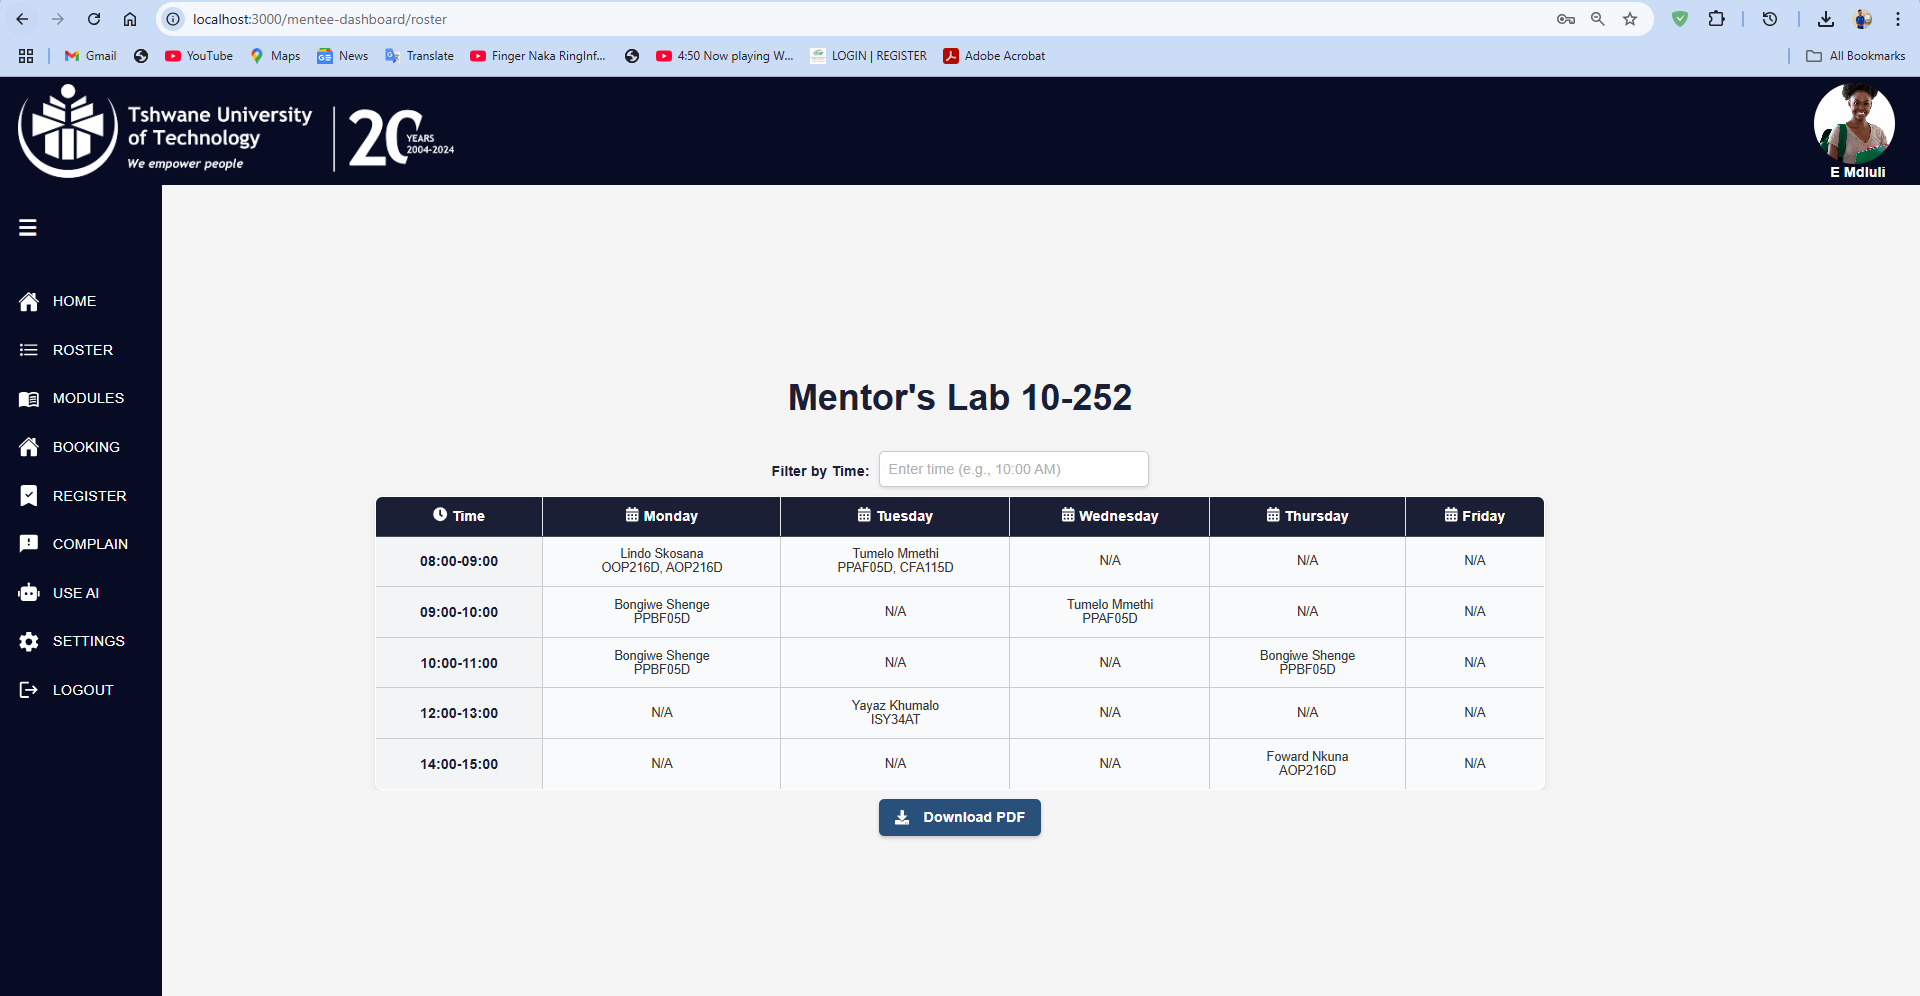 localhost:3000/mentee-dashboard/roster
Gmail
YouTube
Maps
News
Translate
Finger Naka RingInf...
4:50 Now playing W...
LOGIN | REGISTER
Adobe Acrobat
All Bookmarks
Tshwane University
of Technology
We empower people
20
YEARS
2004-2024
E Mdluli
HOME
ROSTER
MODULES
BOOKING
REGISTER
COMPLAIN
USE AI
SETTINGS
LOGOUT
Mentor's Lab 10-252
Filter by Time: Enter time (e.g., 10:00 AM)
Time Monday Tuesday Wednesday Thursday Friday
08:00-09:00
Lindo Skosana
OOP216D, AOP216D
Tumelo Mmethi
PPAF05D, CFA115D
N/A
N/A
N/A
09:00-10:00
Bongiwe Shenge
PPBF05D
N/A
Tumelo Mmethi
PPAF05D
N/A
N/A
10:00-11:00
Bongiwe Shenge
PPBF05D
N/A
N/A
Bongiwe Shenge
PPBF05D
N/A
12:00-13:00
N/A
Yayaz Khumalo
ISY34AT
N/A
N/A
N/A
14:00-15:00
N/A
N/A
N/A
Foward Nkuna
AOP216D
N/A
Download PDF